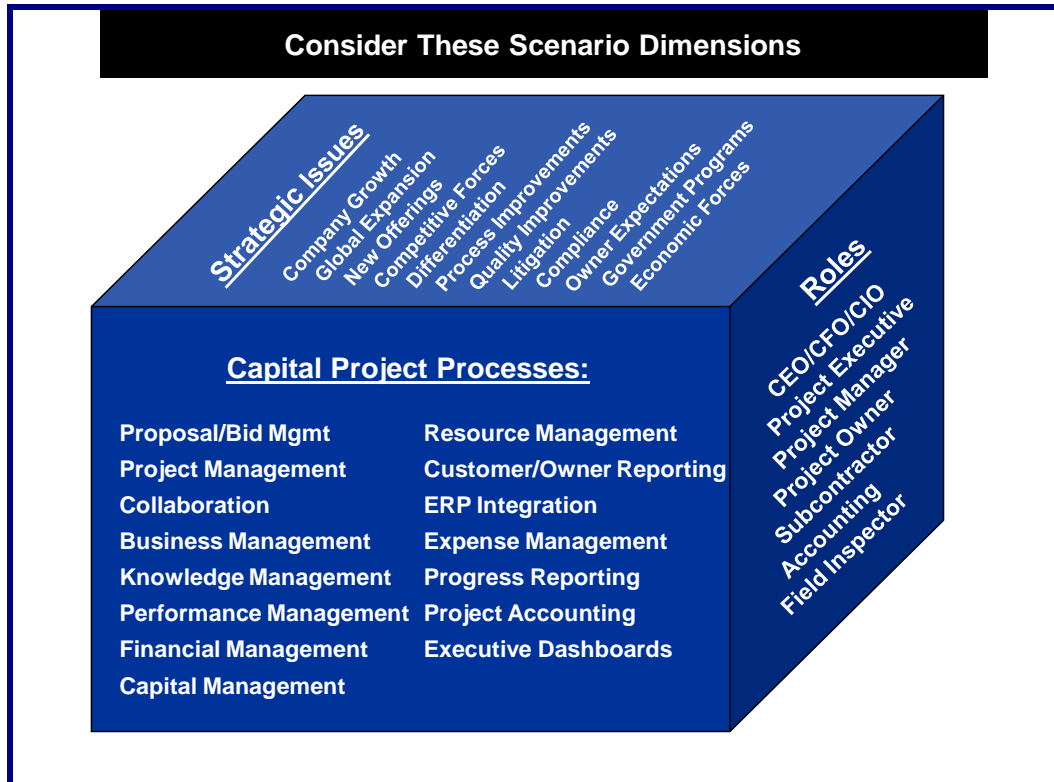 Consider These Scenario Dimensions
Strategic Issues
Company Growth
Global Expansion
New Offerings
Competitive Forces
Differentiation
Process Improvements
Quality Improvements
Litigation
Compliance
Owner Expectations
Government Programs
Economic Forces
Capital Project Processes:
Proposal/Bid Mgmt
Project Management
Collaboration
Business Management
Knowledge Management
Performance Management
Financial Management
Capital Management
Resource Management
Customer/Owner Reporting
ERP Integration
Expense Management
Progress Reporting
Project Accounting
Executive Dashboards
Roles
CEO/CFO/CIO
Project Executive
Project Manager
Project Owner
Subcontractor
Accounting
Field Inspector